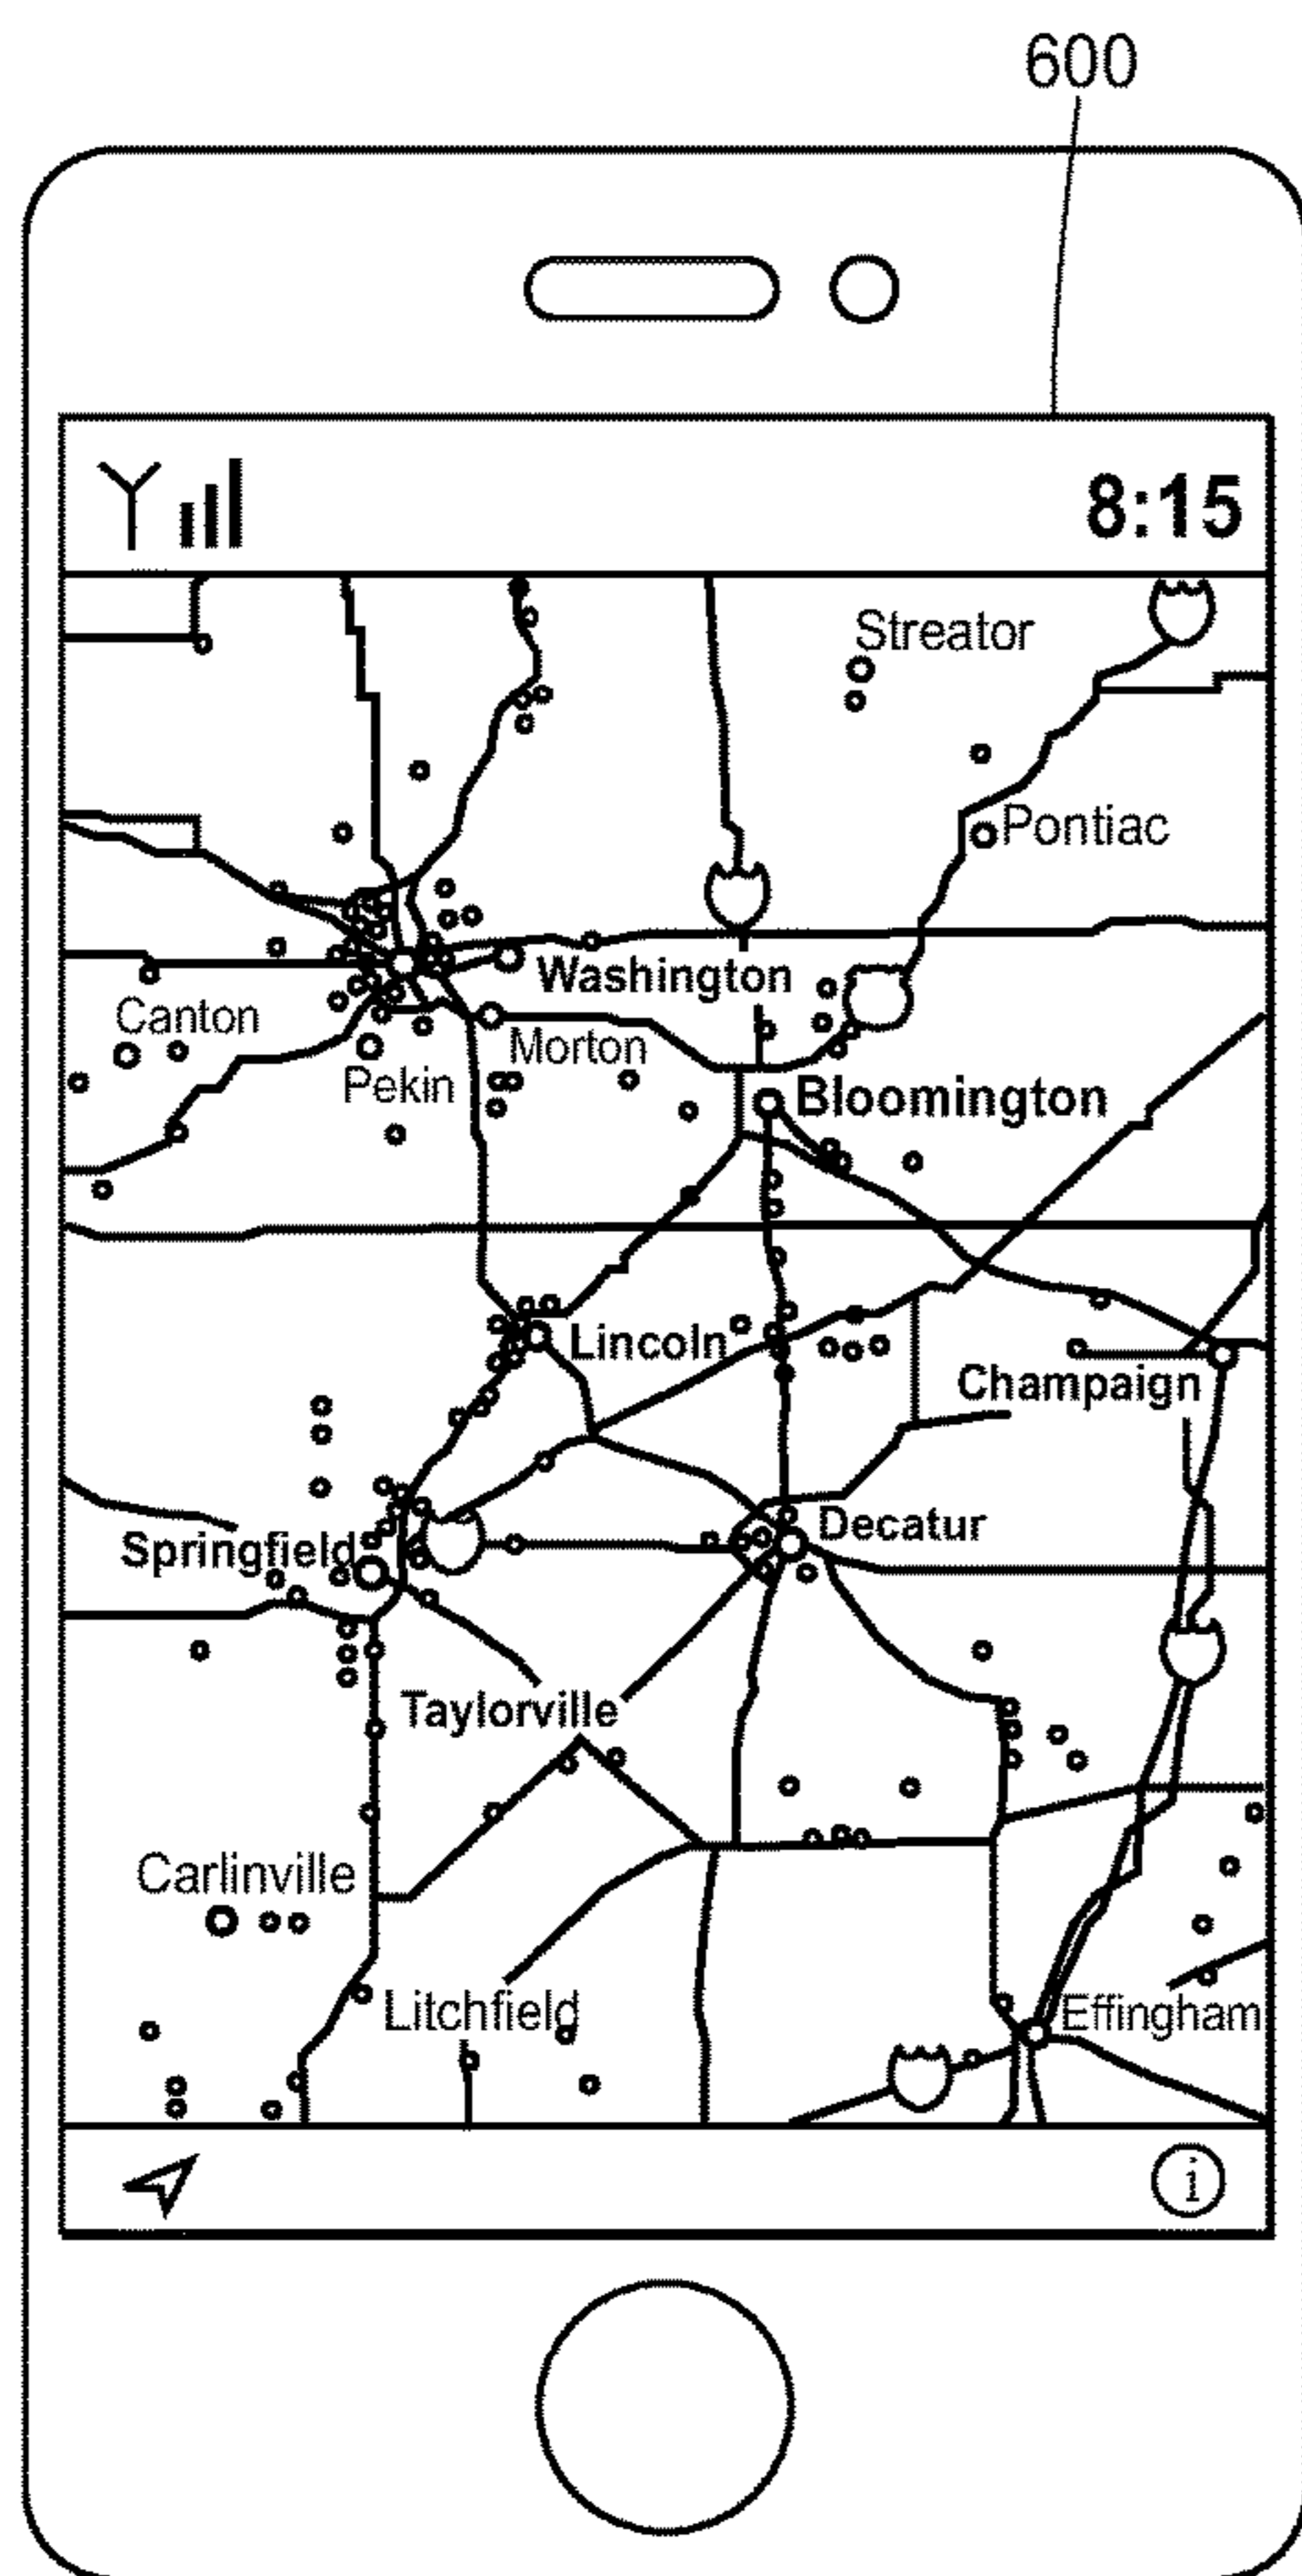 600
8:15
Streator
Pontiac
Washington
Canton
Morton
Pekin
Bloomington
Lincoln
Champaign
Decatur
Springfield
Taylorville
Carlinville
Litchfield
Effingham
i